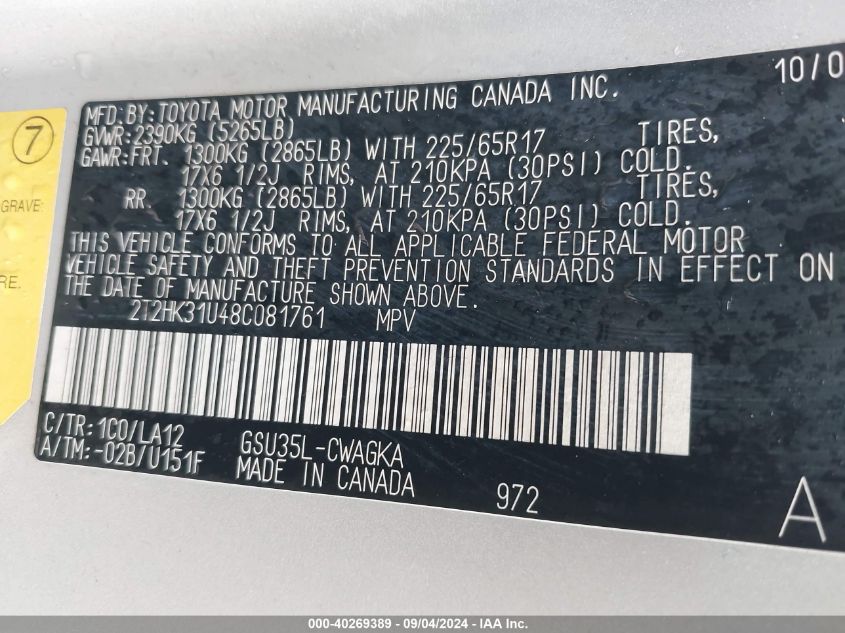 10/0
MFD. BY: TOYOTA MOTOR MANUFACTURING CANADA INC.
GVWR: 2390KG (5265LB)
GAWR: FRT. 1300KG (2865LB) WITH 225/65R17 TIRES,
17X6 1/2J RIMS, AT 210KPA (30PSI) COLD.
RR. 1300KG (2865LB) WITH 225/65R17 TIRES,
17X6 1/2J RIMS, AT 210KPA (30PSI) COLD.
THIS VEHICLE CONFORMS TO ALL APPLICABLE FEDERAL MOTOR
VEHICLE SAFETY AND THEFT PREVENTION STANDARDS IN EFFECT ON
THE DATE OF MANUFACTURE SHOWN ABOVE.
2T2HK31U48C081761 MPV
C/TR: 1C0/LA12
A/TM: -02B/U151F
GSU35L-CWAGKA
MADE IN CANADA
972
A
7
GRAVE:
RE.
000-40269389 - 09/04/2024 - IAA Inc.